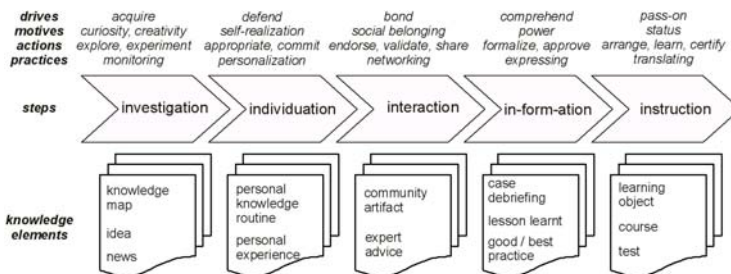 drives acquire defend bond comprehend pass-on
motives curiosity, creativity self-realization social belonging power status
actions explore, experiment appropriate, commit endorse, validate, share formalize, approve arrange, learn, certify
practices monitoring personalization networking expressing translating
steps investigation individuation interaction in-form-ation instruction
knowledge elements
knowledge
map
idea
news
personal
knowledge
routine
personal
experience
community
artifact
expert
advice
case
debriefing
lesson learnt
good / best
practice
learning
object
course
test